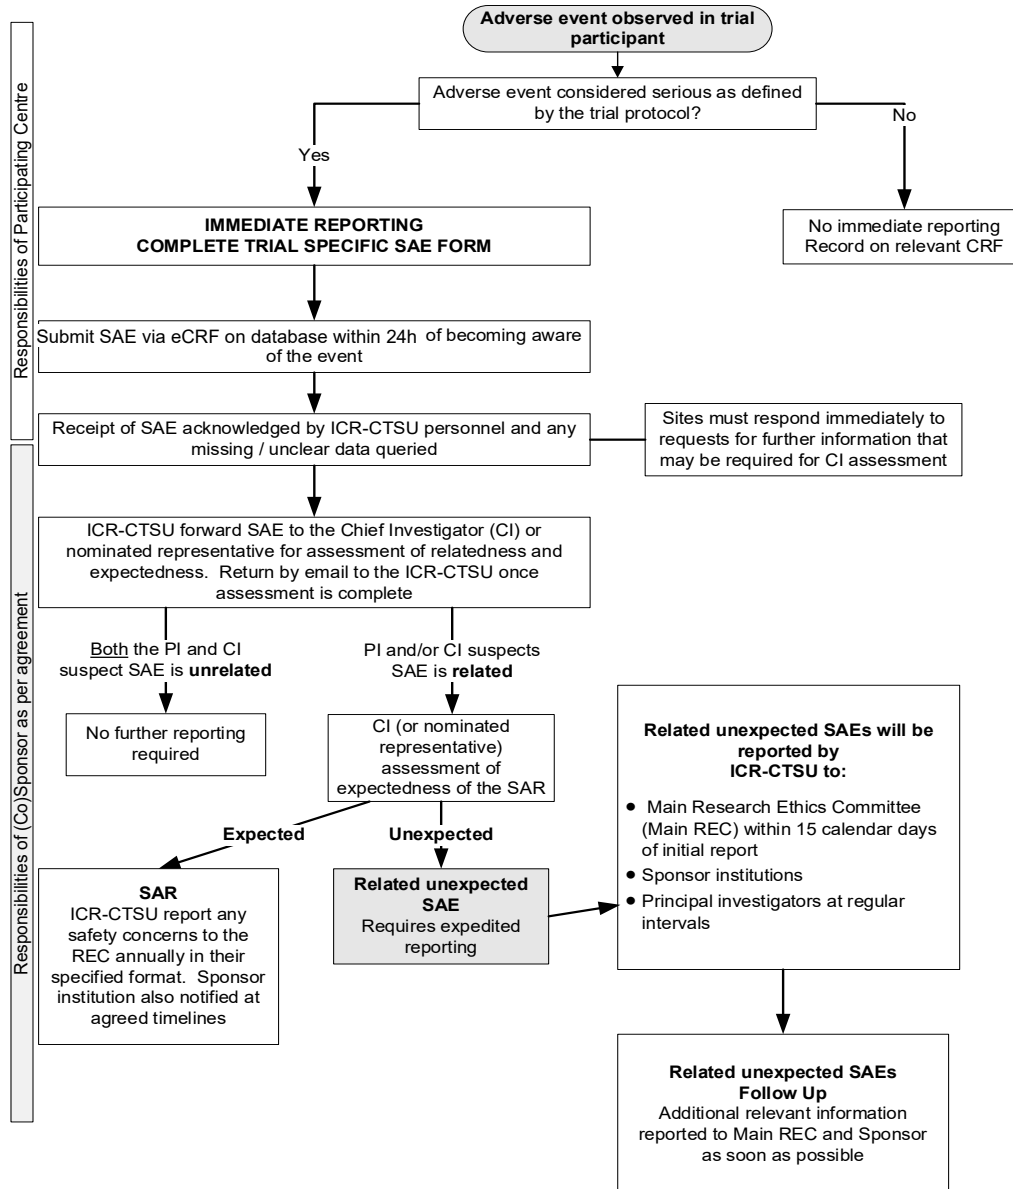 Adverse event observed in trial
participant
Adverse event considered serious as defined
by the trial protocol?
Yes
No
IMMEDIATE REPORTING
COMPLETE TRIAL SPECIFIC SAE FORM
No immediate reporting
Record on relevant CRF
Submit SAE via eCRF on database within 24h of becoming aware
of the event
Receipt of SAE acknowledged by ICR-CTSU personnel and any
missing / unclear data queried
Sites must respond immediately to
requests for further information that
may be required for CI assessment
Responsibilities of Participating Centre
ICR-CTSU forward SAE to the Chief Investigator (CI) or
nominated representative for assessment of relatedness and
expectedness. Return by email to the ICR-CTSU once
assessment is complete
Both the PI and CI
suspect SAE is unrelated
PI and/or CI suspects
SAE is related
No further reporting
required
CI (or nominated
representative)
assessment of
expectedness of the SAR
Expected
Unexpected
SAR
ICR-CTSU report any
safety concerns to the
REC annually in their
specified format. Sponsor
institution also notified at
agreed timelines
Related unexpected
SAE
Requires expedited
reporting
Related unexpected SAEs will be
reported by
ICR-CTSU to:
● Main Research Ethics Committee
(Main REC) within 15 calendar days
of initial report
● Sponsor institutions
● Principal investigators at regular
intervals
Related unexpected SAEs
Follow Up
Additional relevant information
reported to Main REC and Sponsor
as soon as possible
Responsibilities of (Co)Sponsor as per agreement